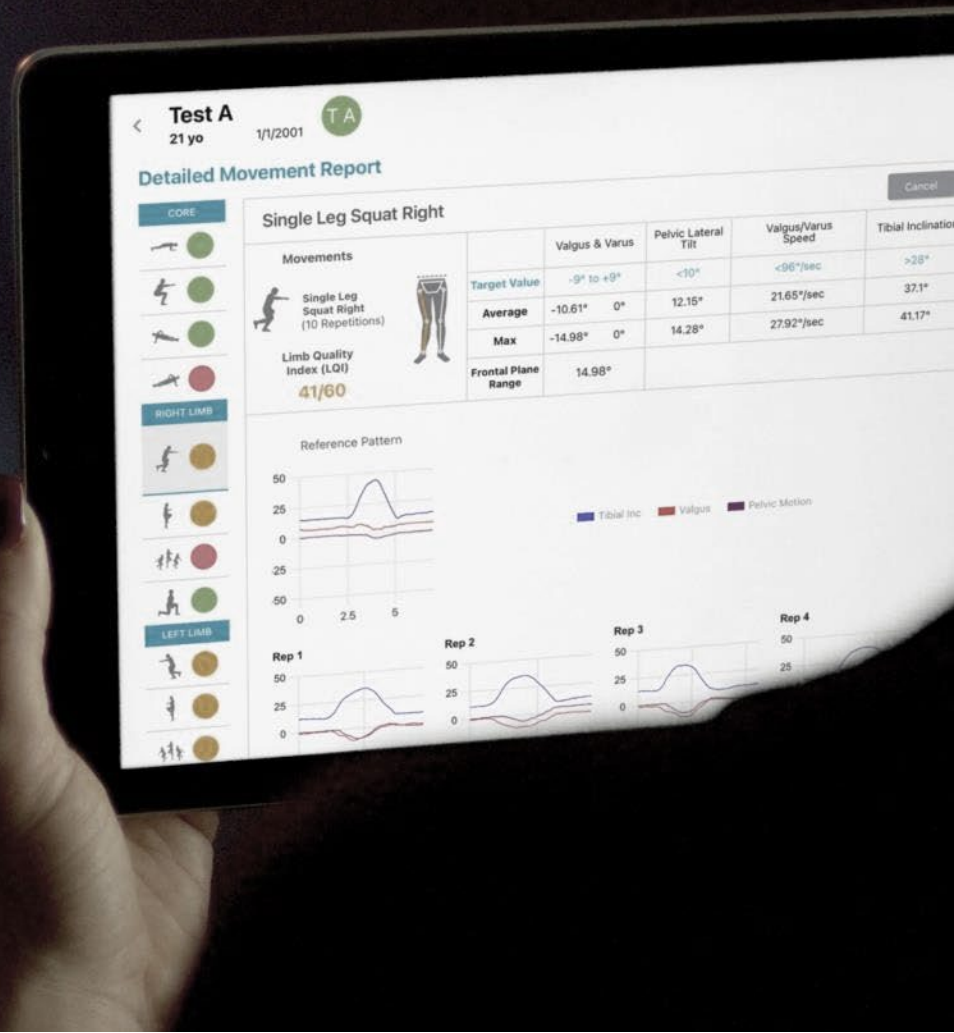 Test A
21 yo
1/1/2001
T A
Detailed Movement Report
CORE
RIGHT LIMB
LEFT LIMB
Single Leg Squat Right
Cancel
Movements
Single Leg
Squat Right
(10 Repetitions)
Limb Quality
Index (LQI)
41/60
Valgus & Varus
Pelvic Lateral
Tilt
Valgus/Varus
Speed
Tibial Inclination
Target Value
-9° to +9°
<10°
<96°/sec
>28°
Average
-10.61°
0°
12.15°
21.65°/sec
37.1°
Max
-14.98°
0°
14.28°
27.92°/sec
41.17°
Frontal Plane
Range
14.98°
Reference Pattern
50
25
0
-25
-50
0
2.5
5
Tibial Inc
Valgus
Pelvic Motion
Rep 1
50
25
0
Rep 2
50
25
0
Rep 3
50
25
0
Rep 4
50
25